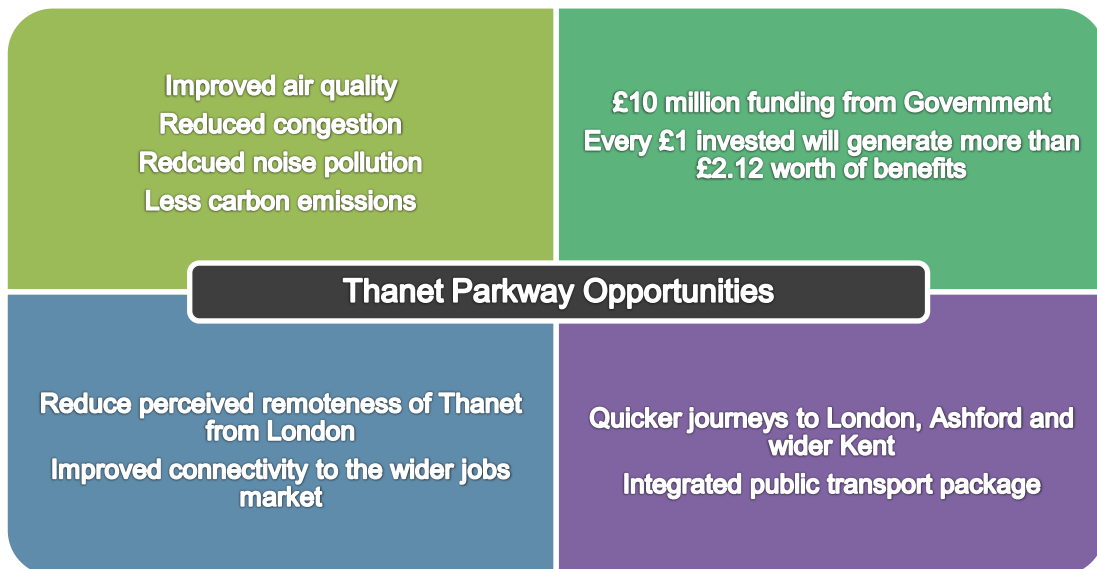 Improved air quality
Reduced congestion
Redcued noise pollution
Less carbon emissions
£10 million funding from Government
Every £1 invested will generate more than
£2.12 worth of benefits
Thanet Parkway Opportunities
Reduce perceived remoteness of Thanet
from London
Improved connectivity to the wider jobs
market
Quicker journeys to London, Ashford and
wider Kent
Integrated public transport package